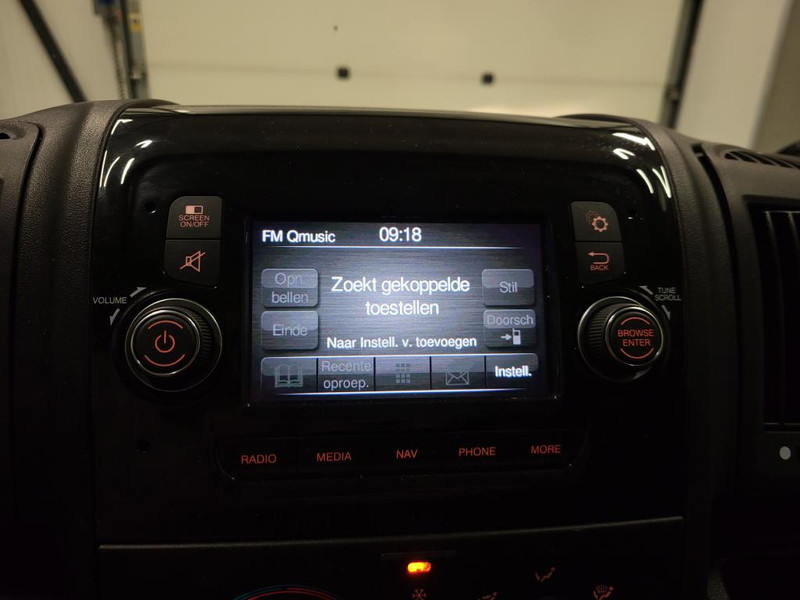 SCREEN
ON/OFF
VOLUME
FM Qmusic 09:18
Opn.
bellen
Zoekt gekoppelde
toestellen
Stil
Einde
Doorsch
Naar Instell. v. toevoegen
Recente
oproep.
Instell.
BACK
TUNE
SCROLL
BROWSE
ENTER
RADIO MEDIA NAV PHONE MORE